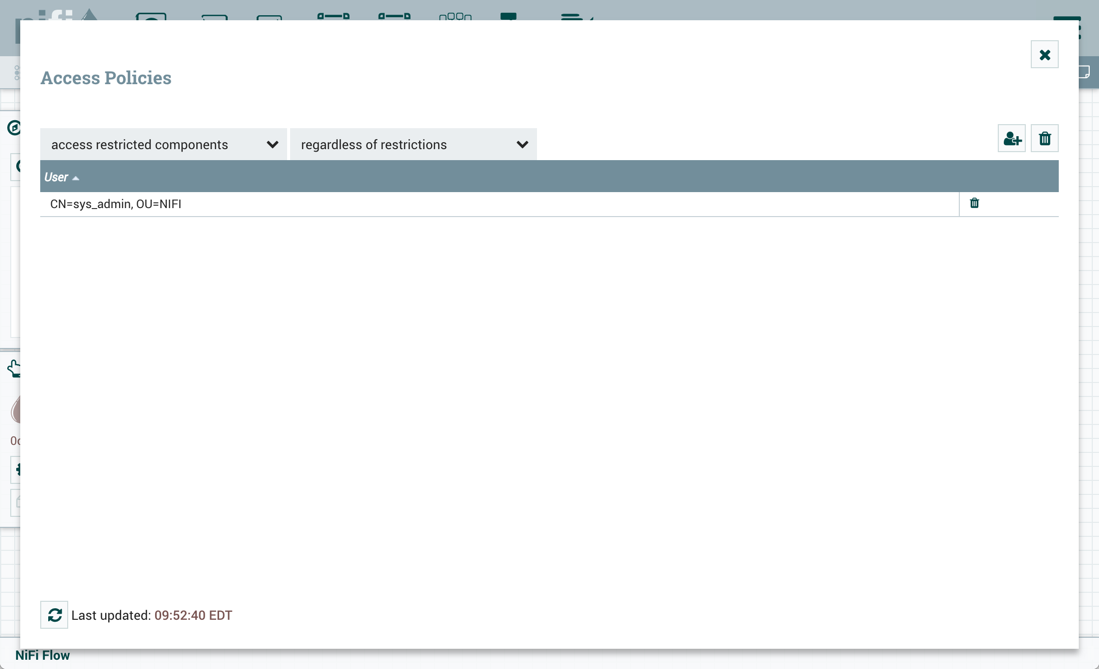 Access Policies
access restricted components
regardless of restrictions
User
CN=sys_admin, OU=NIFI
Last updated: 09:52:40 EDT
NiFi Flow